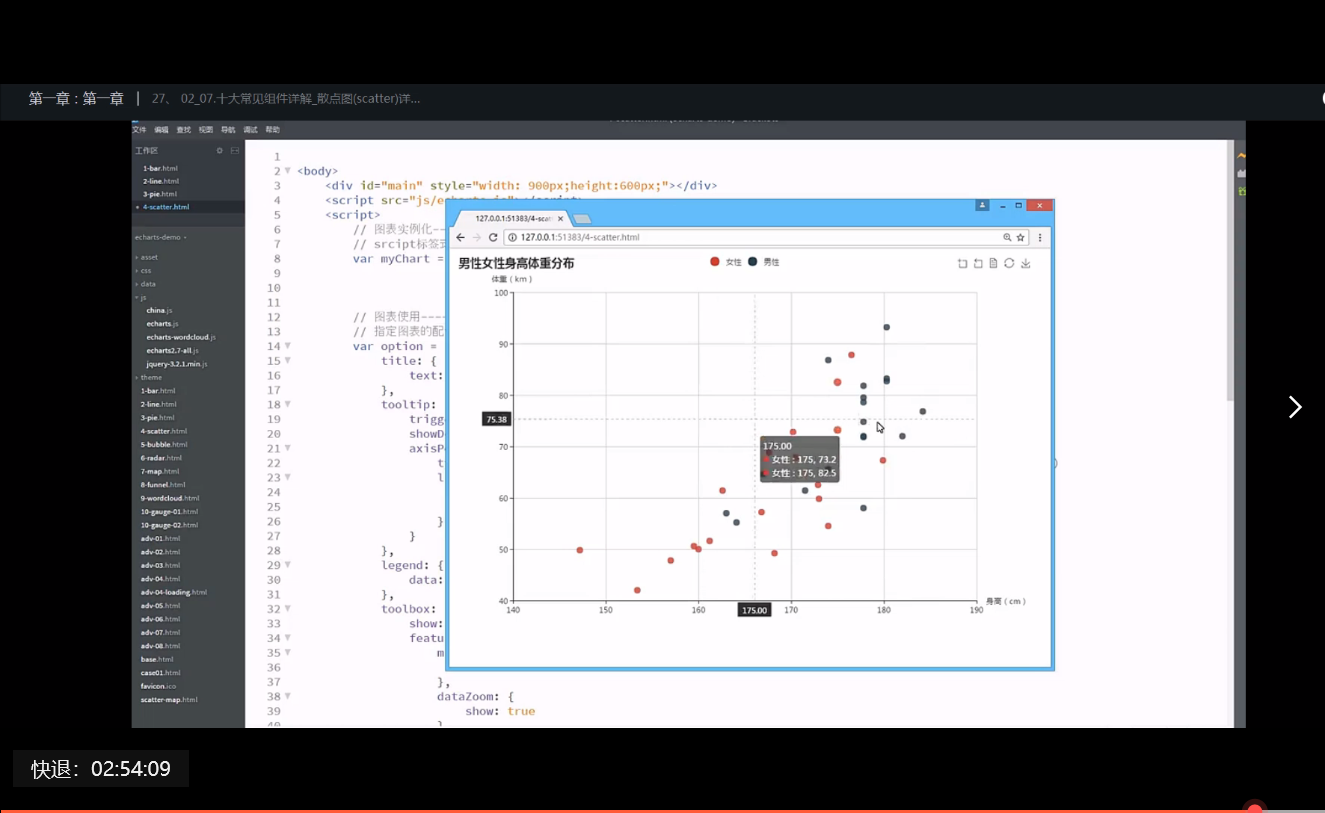 第一章 : 第一章 | 27、 02_07.十大常见组件详解_散点图(scatter)详...
文件 编辑 查找 视图 导航 调试 帮助
工作区
1-bar.html
2-line.html
3-pie.html
4-scatter.html
echarts-demo
asset
css
data
js
china.js
echarts.js
echarts-wordcloud.js
echarts2.7-all.js
jquery-3.2.1.min.js
theme
1-bar.html
2-line.html
3-pie.html
4-scatter.html
5-bubble.html
6-radar.html
7-map.html
8-funnel.html
9-wordcloud.html
10-gauge-01.html
10-gauge-02.html
adv-01.html
adv-02.html
adv-03.html
adv-04.html
adv-04-loading.html
adv-05.html
adv-06.html
adv-07.html
adv-08.html
base.html
case01.html
favicon.ico
scatter-map.html
1
2 <body>
3 <div id="main" style="width: 900px;height:600px;"></div>
4 <script src="js/echarts.js"></script>
5 <script>
6 // 图表实例化--
7 // srcipt标签式
8 var myChart =
9
10
11
12 // 图表使用----
13 // 指定图表的配
14 var option =
15 title: {
16 text:
17 },
18 tooltip:
19 trigg
20 showD
21 axisP
22 t
23 l
24
25
26 }
27 }
28 },
29 legend: {
30 data:
31 },
32 toolbox:
33 show:
34 featu
35 m
36
37 },
38 dataZoom: {
39 show: true
40 }
127.0.0.1:51383/4-scat
127.0.0.1:51383/4-scatter.html
男性女性身高体重分布
女性 男性
体重 ( km )
100
90
80
75.38
70
60
50
40
175.00
女性 : 175, 73.2
女性 : 175, 82.5
140 150 160 175.00 170 180 190
身高 ( cm )
快退: 02:54:09